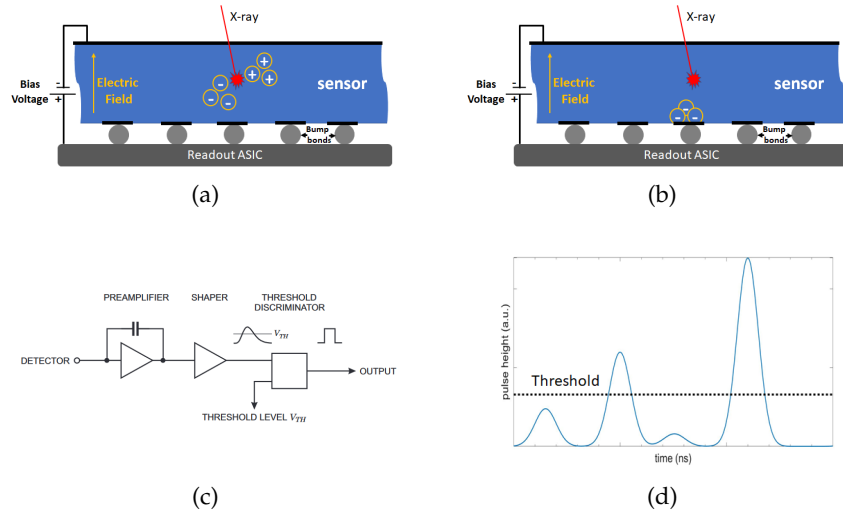 X-ray
Bias
Voltage
-
+
Electric
Field
+
+
+
-
-
-
sensor
Bump
bonds
Readout ASIC
(a)
X-ray
Bias
Voltage
-
+
Electric
Field
-
-
-
sensor
Bump
bonds
Readout ASIC
(b)
PREAMPLIFIER
SHAPER
THRESHOLD
DISCRIMINATOR
V_TH
DETECTOR
OUTPUT
THRESHOLD LEVEL V_TH
(c)
pulse height (a.u.)
Threshold
time (ns)
(d)